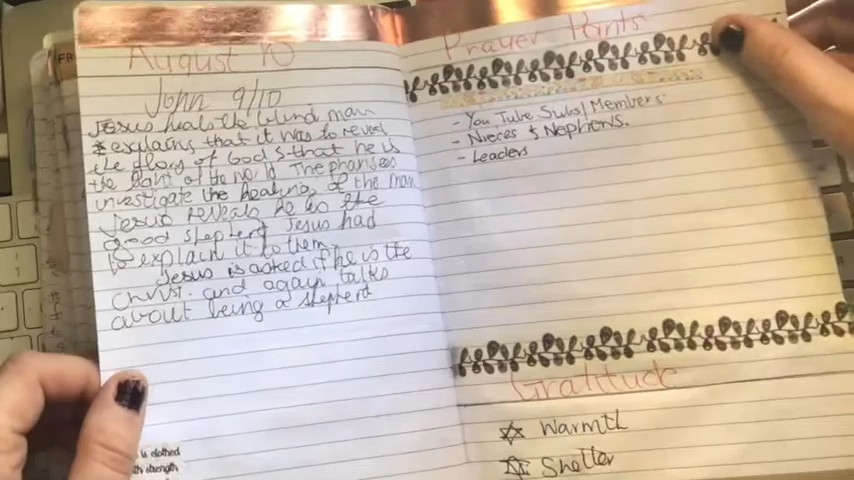 August 10
John 9/10
Jesus heals the blind man
explains that it was to reveal
the glory of God & that he is
the light of the world The pharisees
investigate the healing of the man
Jesus reveals he is the
good shepherd Jesus had
to explain it to them
Jesus is asked if he is the
Christ. and again talks
about being a shepherd
is clothed
th strength
Prayer Points
- You Tube Subs/Members
- Nieces & Nephews.
- Leaders
Gratitude
Warmth
Shelter